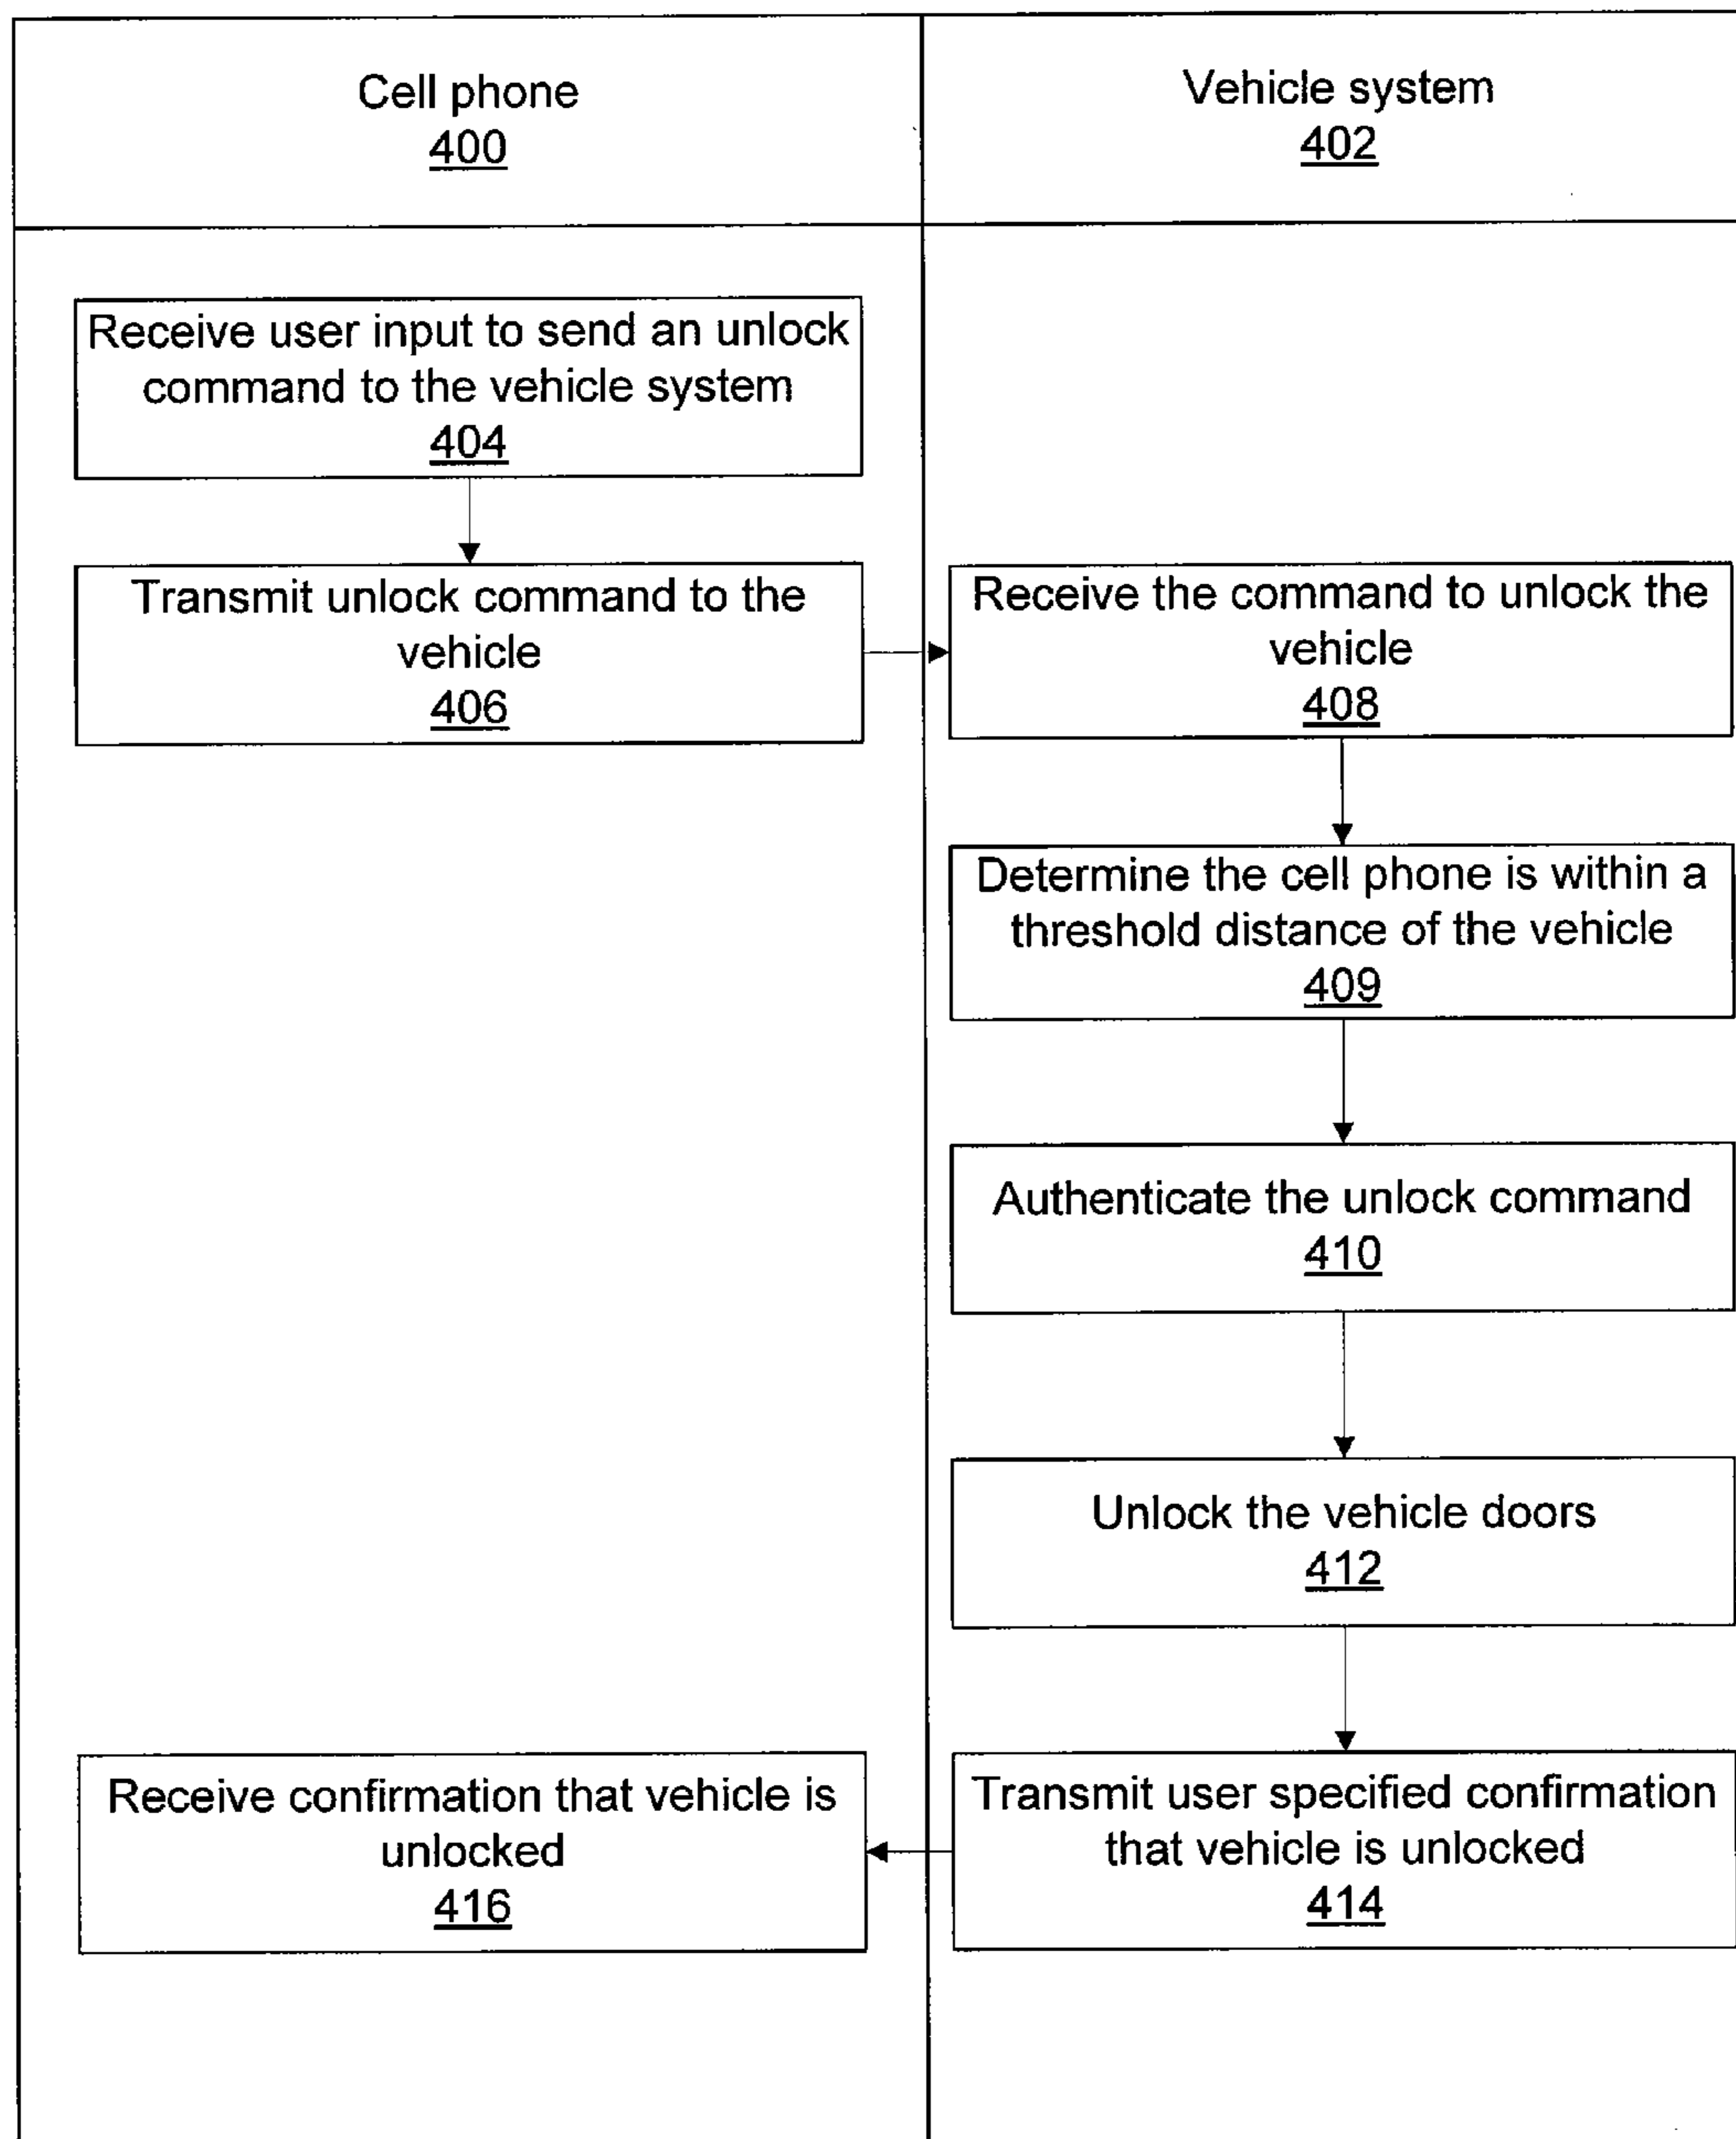 Cell phone
400
Vehicle system
402
Receive user input to send an unlock
command to the vehicle system
404
Transmit unlock command to the
vehicle
406
Receive the command to unlock the
vehicle
408
Determine the cell phone is within a
threshold distance of the vehicle
409
Authenticate the unlock command
410
Unlock the vehicle doors
412
Transmit user specified confirmation
that vehicle is unlocked
414
Receive confirmation that vehicle is
unlocked
416